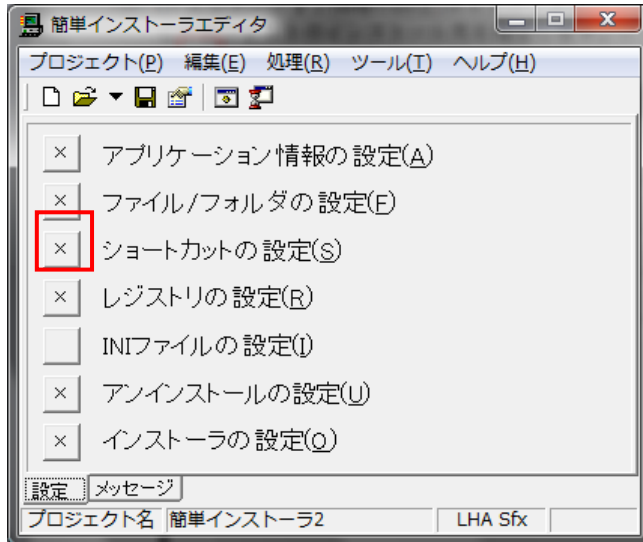 簡単インストーラエディタ
プロジェクト(P) 編集(E) 処理(R) ツール(T) ヘルプ(H)
× アプリケーション情報の設定(A)
× ファイル/フォルダの設定(F)
× ショートカットの設定(S)
× レジストリの設定(R)
INIファイルの設定(I)
× アンインストールの設定(U)
× インストーラの設定(O)
設定 メッセージ
プロジェクト名 簡単インストーラ2 LHA Sfx